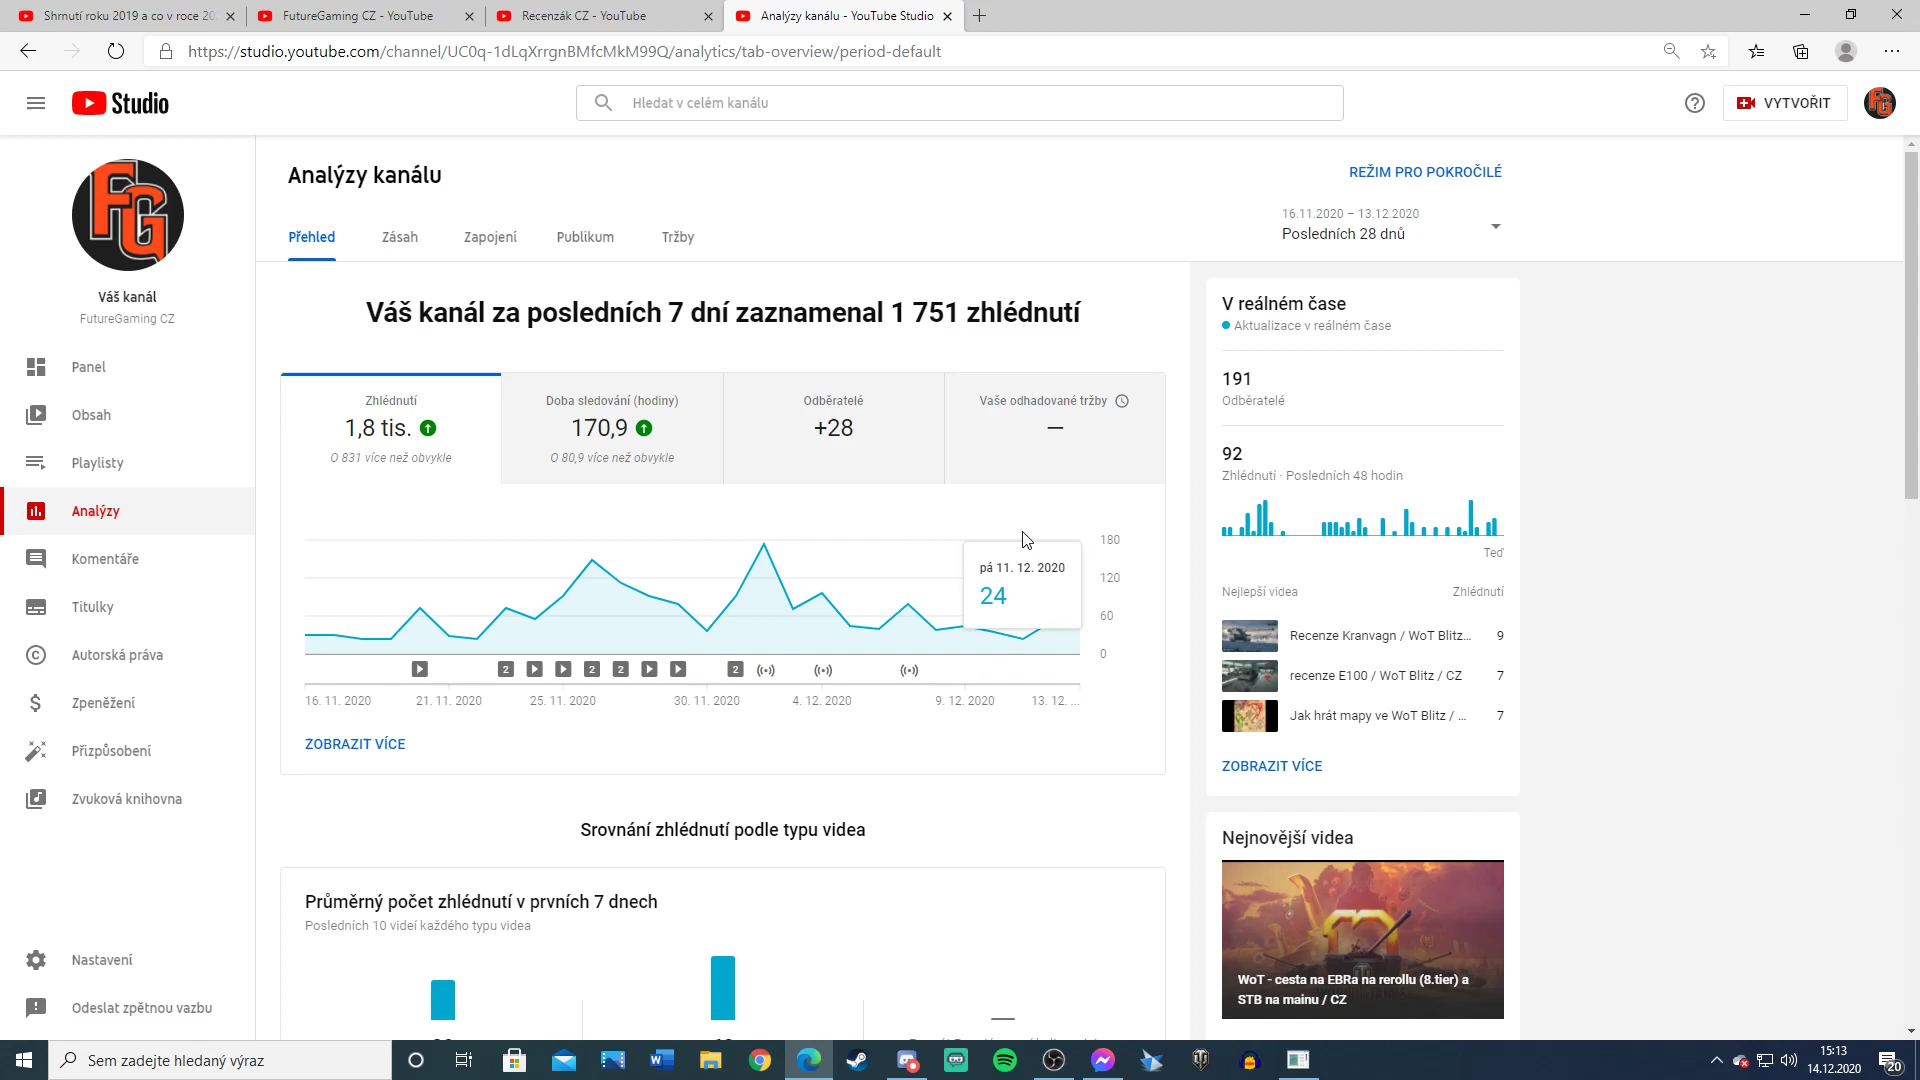 Shrnutí roku 2019 a co v roce 20
FutureGaming CZ - YouTube
Recenzák CZ - YouTube
Analýzy kanálu - YouTube Studio
https://studio.youtube.com/channel/UC0q-1dLqXrrgnBMfcMkM99Q/analytics/tab-overview/period-default
Studio
Hledat v celém kanálu
VYTVOŘIT
FG
Váš kanál
FutureGaming CZ
Panel
Obsah
Playlisty
Analýzy
Komentáře
Titulky
Autorská práva
Zpeněžení
Přizpůsobení
Zvuková knihovna
Nastavení
Odeslat zpětnou vazbu
Analýzy kanálu
REŽIM PRO POKROČILÉ
Přehled
Zásah
Zapojení
Publikum
Tržby
16.11.2020 – 13.12.2020
Posledních 28 dnů
Váš kanál za posledních 7 dní zaznamenal 1 751 zhlédnutí
Zhlédnutí
1,8 tis.
O 831 více než obvykle
Doba sledování (hodiny)
170,9
O 80,9 více než obvykle
Odběratelé
+28
Vaše odhadované tržby
—
180
120
60
0
pá 11. 12. 2020
24
2
2
2
2
16. 11. 2020
21. 11. 2020
25. 11. 2020
30. 11. 2020
4. 12. 2020
9. 12. 2020
13. 12. ...
ZOBRAZIT VÍCE
Srovnání zhlédnutí podle typu videa
Průměrný počet zhlédnutí v prvních 7 dnech
Posledních 10 videí každého typu videa
V reálném čase
Aktualizace v reálném čase
191
Odběratelé
92
Zhlédnutí · Posledních 48 hodin
Teď
Nejlepší videa
Zhlédnutí
Recenze Kranvagn / WoT Blitz...
9
recenze E100 / WoT Blitz / CZ
7
Jak hrát mapy ve WoT Blitz / ...
7
ZOBRAZIT VÍCE
Nejnovější videa
WoT - cesta na EBRa na rerollu (8.tier) a
STB na mainu / CZ
Sem zadejte hledaný výraz
15:13
14.12.2020
20